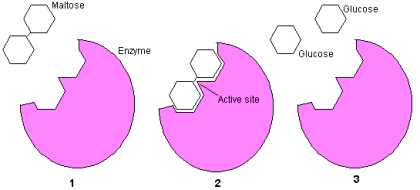 Maltose
Enzyme
1
Active site
2
Glucose
Glucose
3